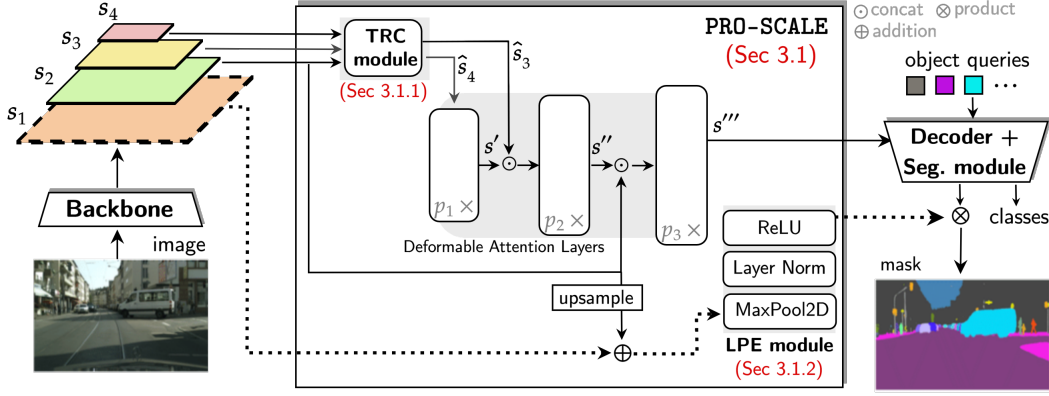 s₄
s₃
s₂
s₁
Backbone
image
TRC
module
(Sec 3.1.1)
ŝ₄
ŝ₃
PRO-SCALE
(Sec 3.1)
⊙ concat ⊗ product
⊕ addition
object queries
...
s′
s″
s‴
p₁ ×
p₂ ×
p₃ ×
Deformable Attention Layers
upsample
ReLU
Layer Norm
MaxPool2D
LPE module
(Sec 3.1.2)
Decoder +
Seg. module
classes
mask